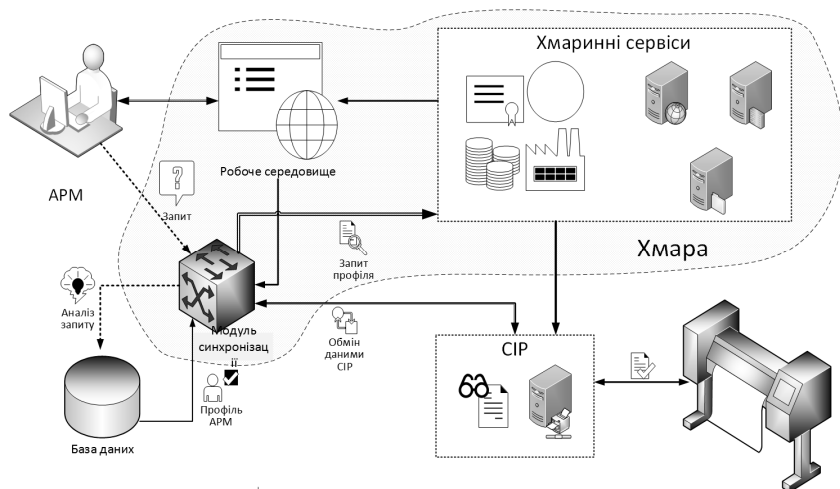 Хмаринні сервіси
Робоче середовище
АРМ
?
Запит
Запит
профіля
Хмара
Аналіз
запиту
Модуль
синхронізац
ії
Обмін
даними
CIP
CIP
Профіль
АРМ
База даних